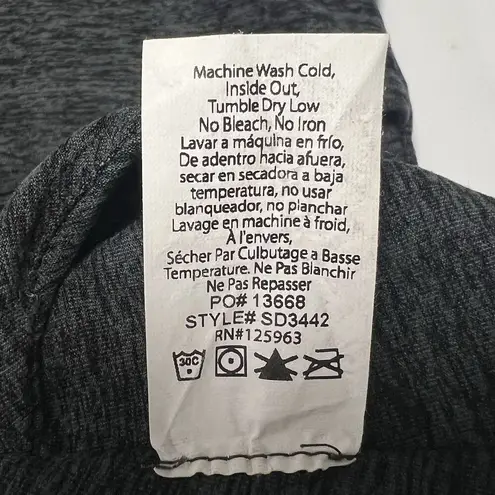 Machine Wash Cold,
Inside Out,
Tumble Dry Low
No Bleach, No Iron
Lavar a máquina en frío,
De adentro hacia afuera,
secar en secadora a baja
temperatura, no usar
blanqueador, no planchar
Lavage en machine à froid,
À l'envers,
Sécher Par Culbutage a Basse
Temperature. Ne Pas Blanchir
Ne Pas Repasser
PO# 13668
STYLE# SD3442
RN#125963
30C